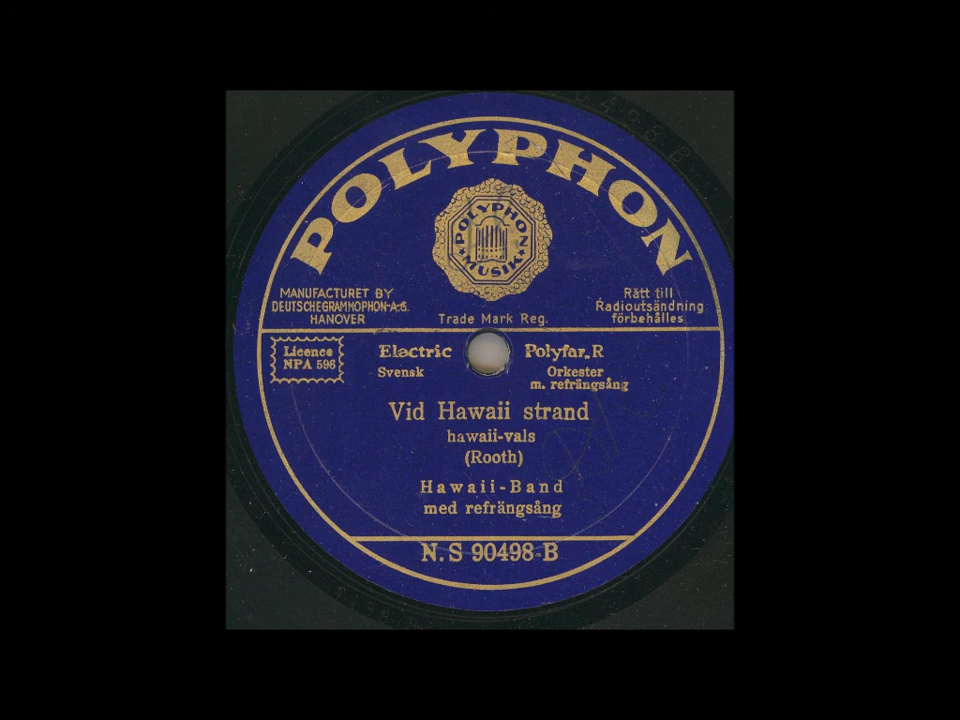 90498.B
POLYPHON
POLYPHON
MUSIK
MANUFACTURET BY
DEUTSCHEGRAMMOPHON-A.G.
HANOVER
Trade Mark Reg.
Rätt till
Radioutsändning
förbehålles
Licence
NPA 596
Electric
Svensk
Polyfar. R
Orkester
m. refrängsång
Vid Hawaii strand
hawaii-vals
(Rooth)
Hawaii-Band
med refrängsång
N. S 90498-B